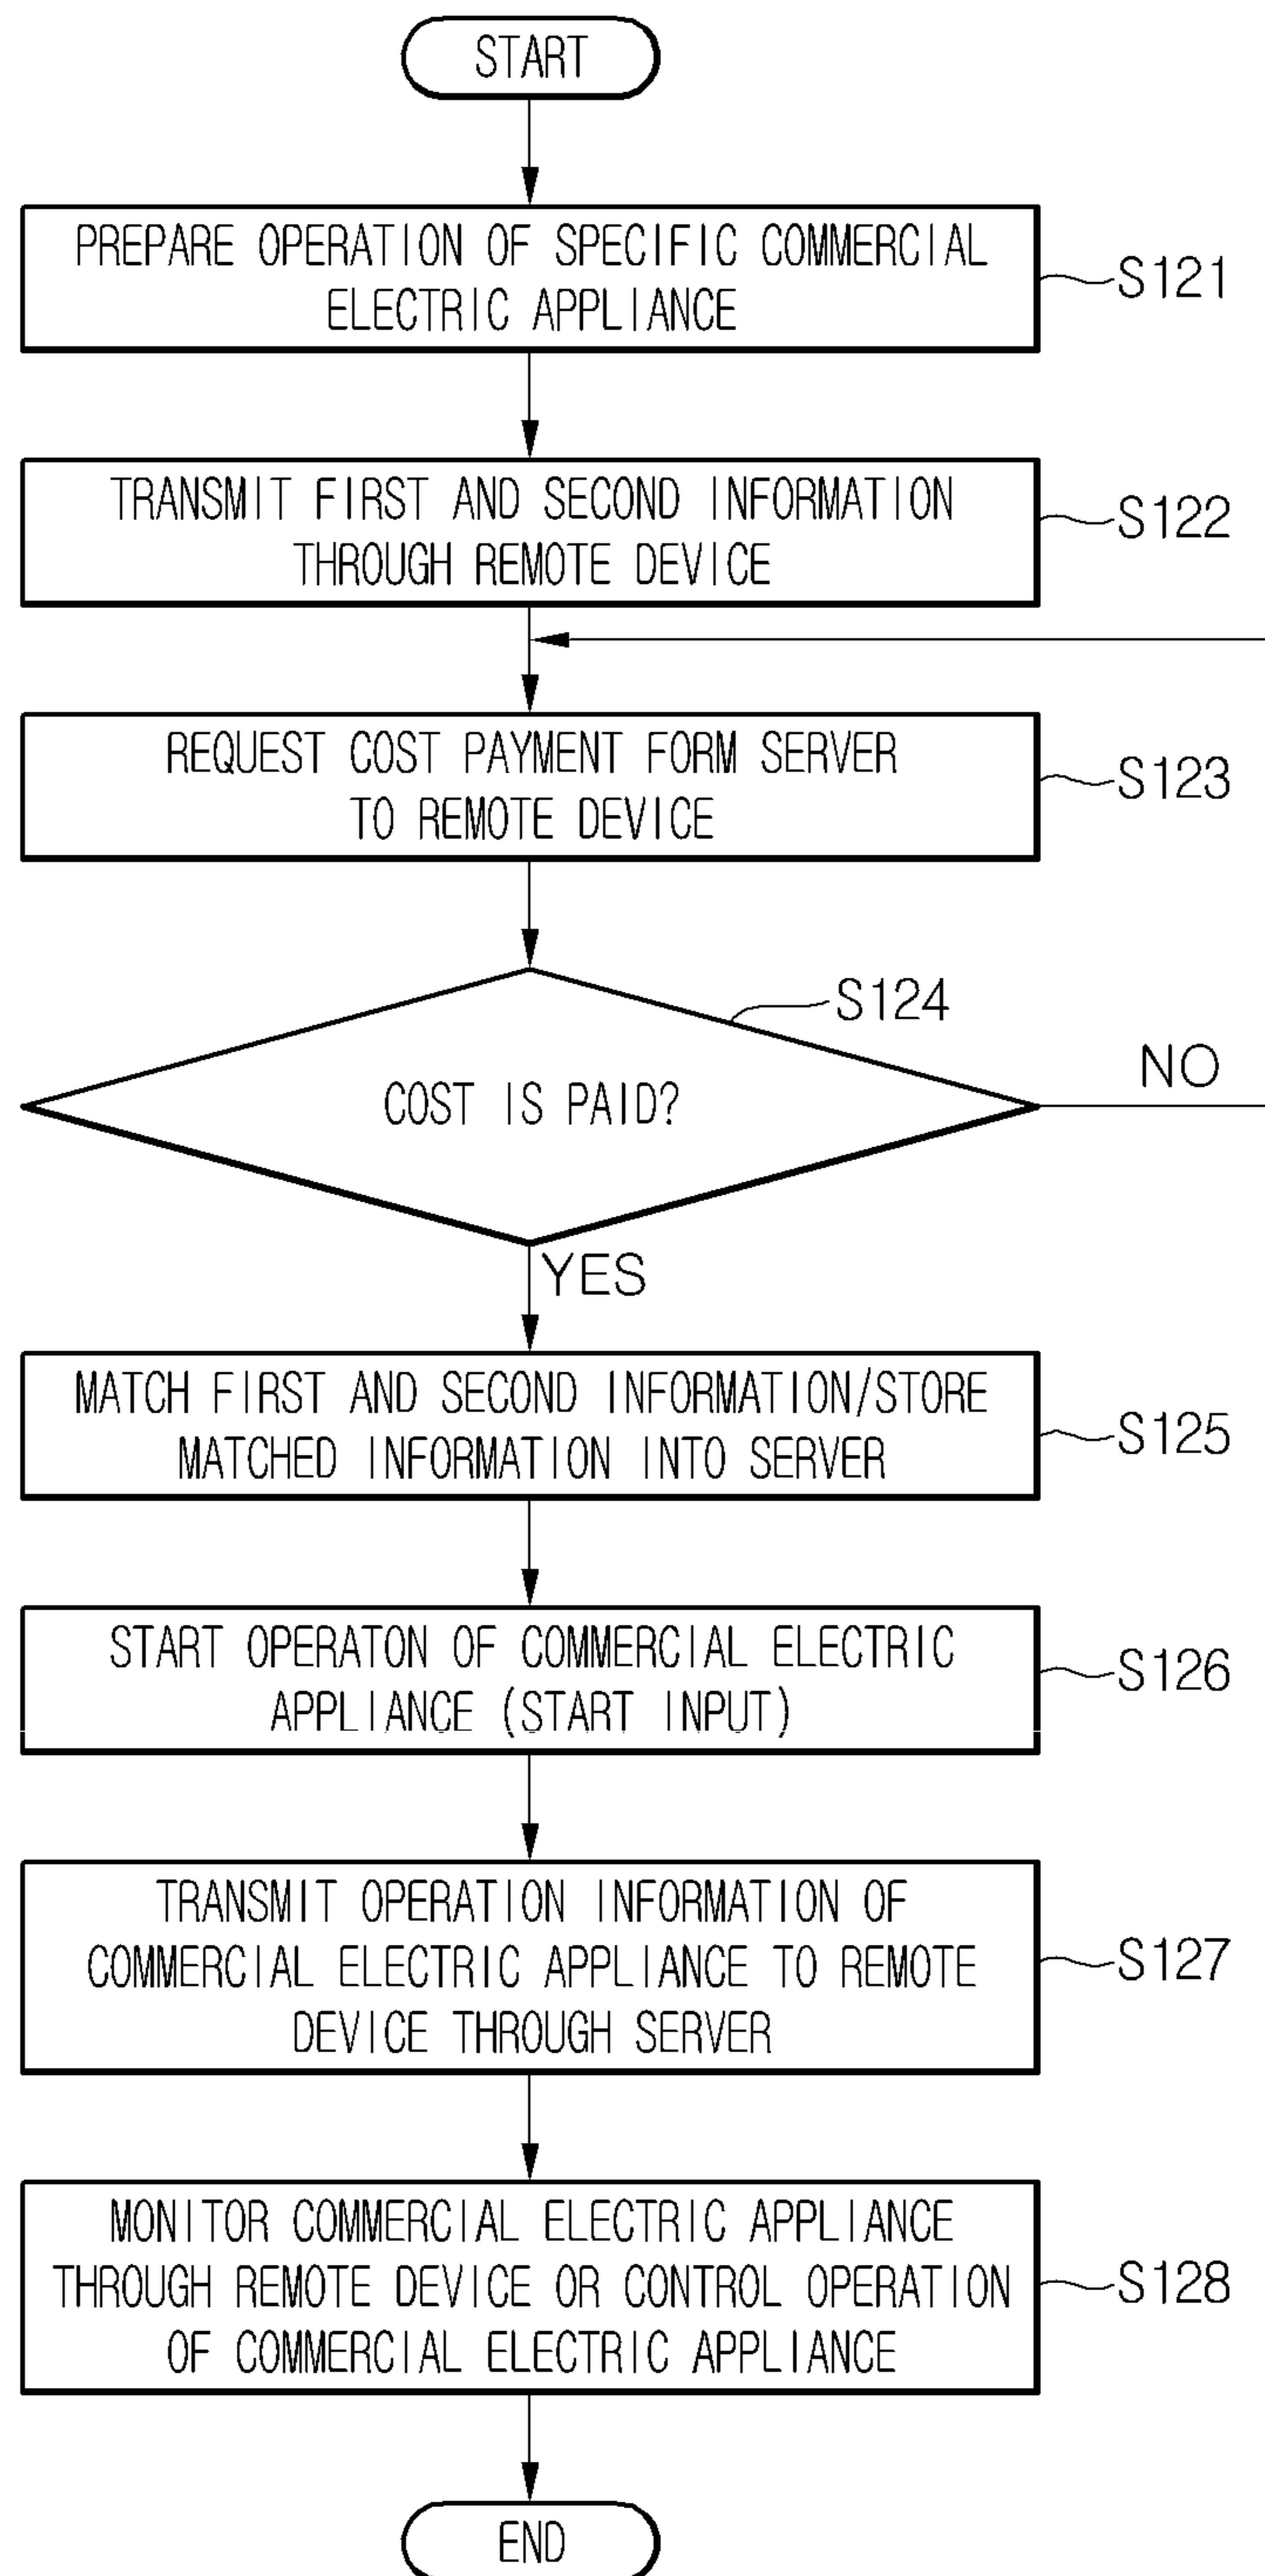 START
PREPARE OPERATION OF SPECIFIC COMMERCIAL
ELECTRIC APPLIANCE
S121
TRANSMIT FIRST AND SECOND INFORMATION
THROUGH REMOTE DEVICE
S122
REQUEST COST PAYMENT FORM SERVER
TO REMOTE DEVICE
S123
S124
COST IS PAID?
NO
YES
MATCH FIRST AND SECOND INFORMATION/STORE
MATCHED INFORMATION INTO SERVER
S125
START OPERATON OF COMMERCIAL ELECTRIC
APPLIANCE (START INPUT)
S126
TRANSMIT OPERATION INFORMATION OF
COMMERCIAL ELECTRIC APPLIANCE TO REMOTE
DEVICE THROUGH SERVER
S127
MONITOR COMMERCIAL ELECTRIC APPLIANCE
THROUGH REMOTE DEVICE OR CONTROL OPERATION
OF COMMERCIAL ELECTRIC APPLIANCE
S128
END